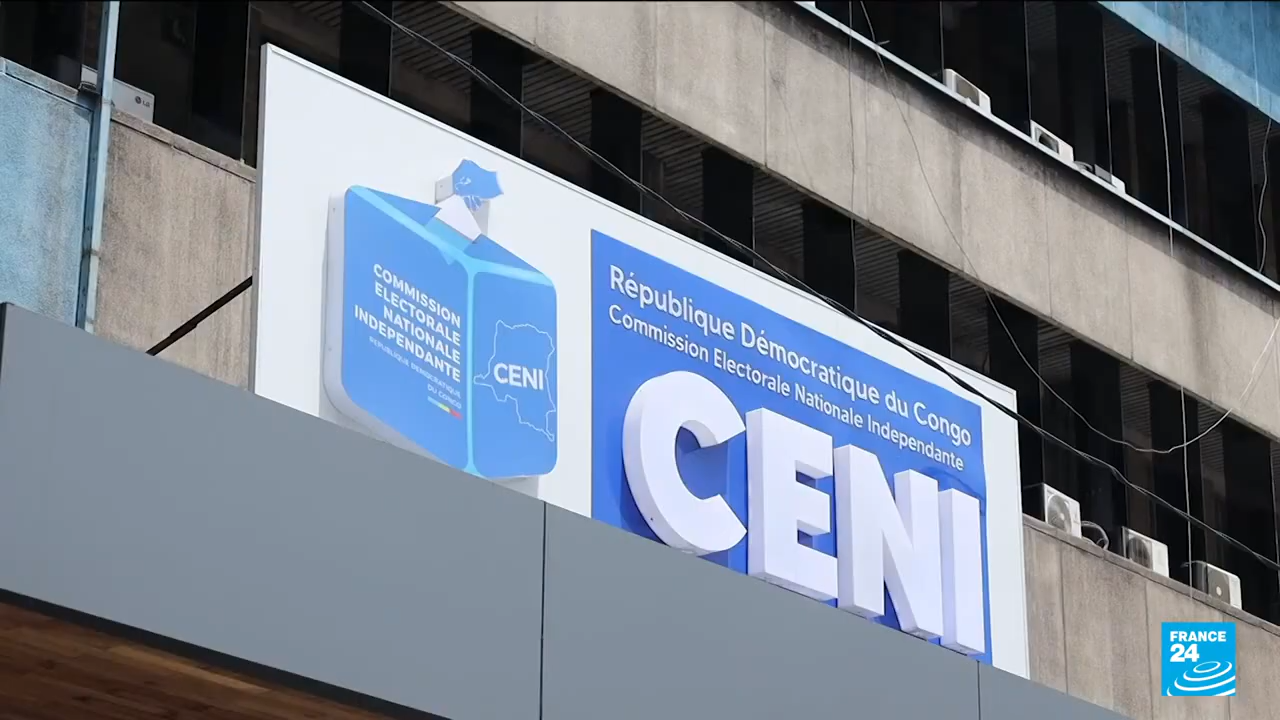 COMMISSION
ELECTORALE
NATIONALE
INDEPENDANTE
REPUBLIQUE DEMOCRATIQUE
DU CONGO
CENI
République Démocratique du Congo
Commission Electorale Nationale Independante
CENI
LG
FRANCE
24